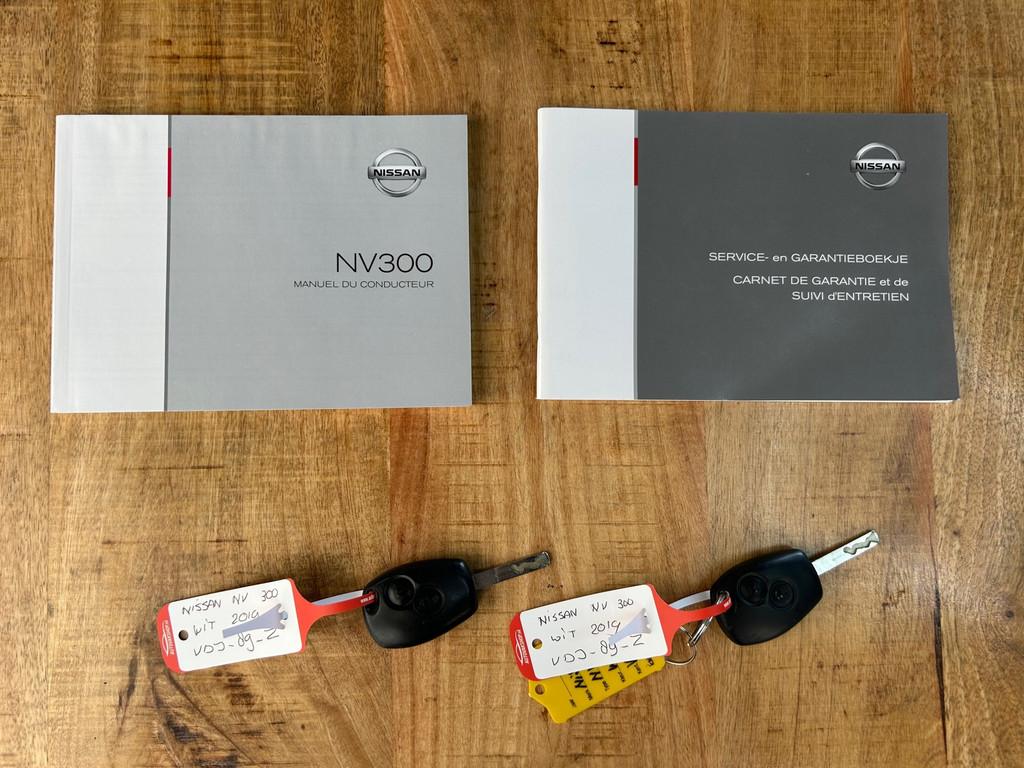 NISSAN
NV300
MANUEL DU CONDUCTEUR
NISSAN
SERVICE- en GARANTIEBOEKJE
CARNET DE GARANTIE et de
SUIVI d'ENTRETIEN
NISSAN NV 300
WIT 2019
VDJ-89-Z
NISSAN NV 300
WIT 2019
VDJ-89-Z